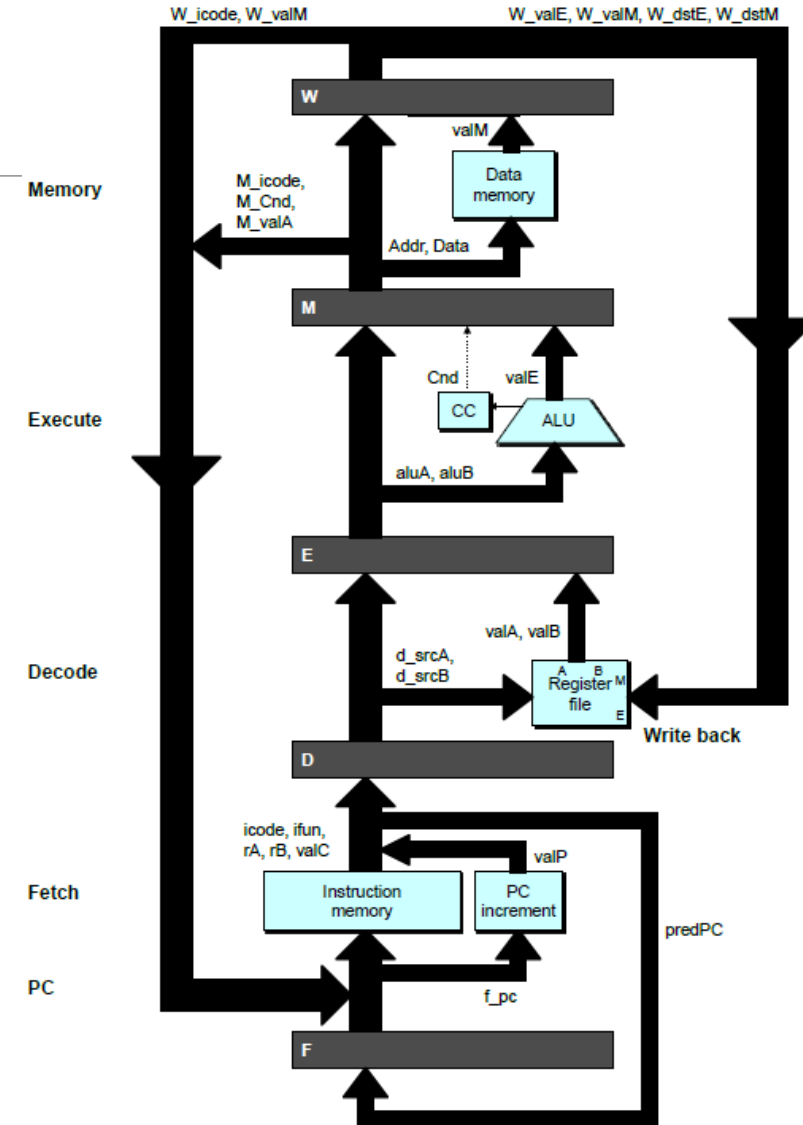 W_icode, W_valM
W_valE, W_valM, W_dstE, W_dstM
W
valM
Memory
Data
memory
M_icode,
M_Cnd,
M_valA
Addr, Data
M
Cnd
valE
Execute
CC
ALU
aluA, aluB
E
valA, valB
Decode
d_srcA,
d_srcB
A B
Register M
file
E
Write back
D
icode, ifun,
rA, rB, valC
valP
Fetch
Instruction
memory
PC
increment
predPC
PC
f_pc
F